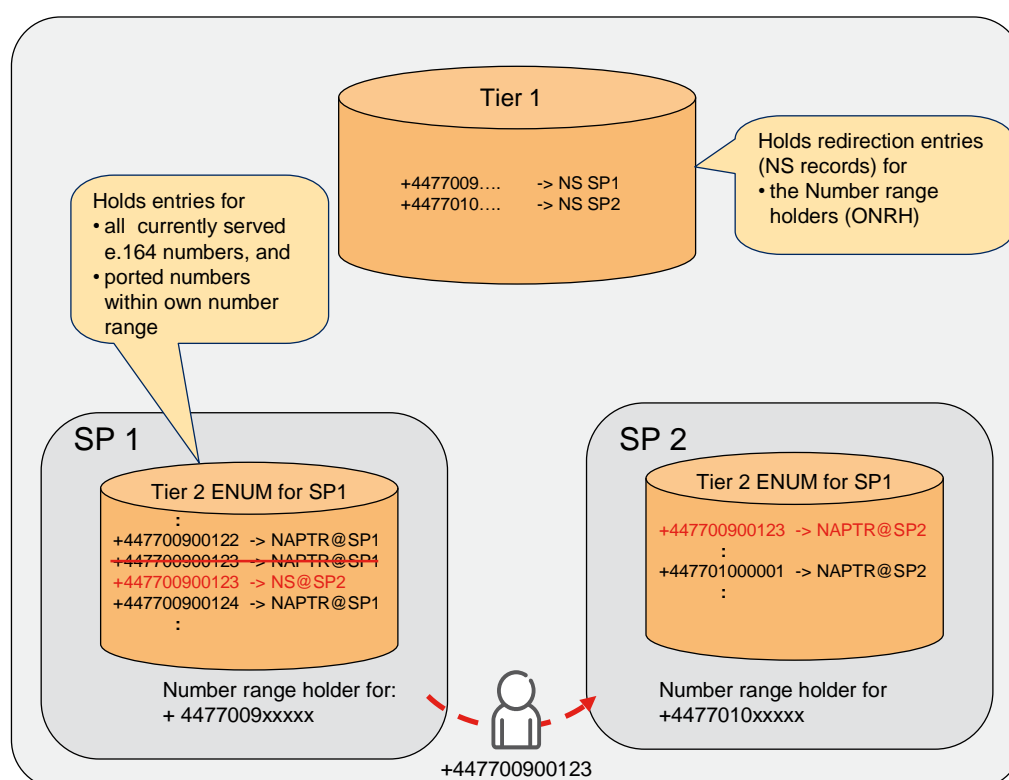 Tier 1
+4477009.... -> NS SP1
+4477010.... -> NS SP2
Holds redirection entries
(NS records) for
• the Number range
holders (ONRH)
Holds entries for
• all currently served
e.164 numbers, and
• ported numbers
within own number
range
SP 1
Tier 2 ENUM for SP1
:
+447700900122 -> NAPTR@SP1
+447700900123 -> NAPTR@SP1
+447700900123 -> NS@SP2
+447700900124 -> NAPTR@SP1
:
Number range holder for:
+ 4477009xxxxx
SP 2
Tier 2 ENUM for SP1
+447700900123 -> NAPTR@SP2
:
+447701000001 -> NAPTR@SP2
:
Number range holder for
+4477010xxxxx
+447700900123